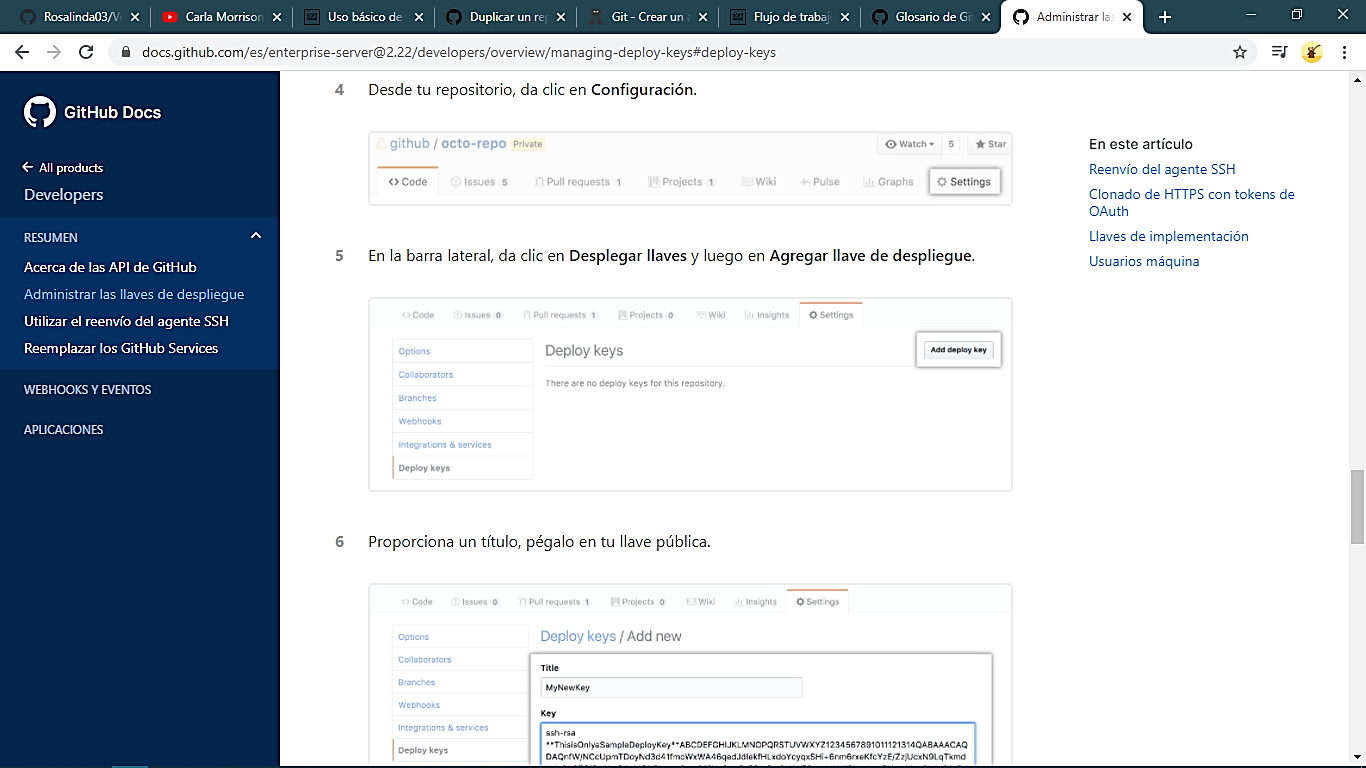 Rosalinda03/Vo
Carla Morrison
Uso básico de
Duplicar un rep
Git - Crear un a
Flujo de trabaj
Glosario de Git
Administrar las
docs.github.com/es/enterprise-server@2.22/developers/overview/managing-deploy-keys#deploy-keys
GitHub Docs
All products
Developers
RESUMEN
Acerca de las API de GitHub
Administrar las llaves de despliegue
Utilizar el reenvío del agente SSH
Reemplazar los GitHub Services
WEBHOOKS Y EVENTOS
APLICACIONES
4 Desde tu repositorio, da clic en Configuración.
github / octo-repo Private Watch 5 Star
Code Issues 5 Pull requests 1 Projects 1 Wiki Pulse Graphs Settings
5 En la barra lateral, da clic en Desplegar llaves y luego en Agregar llave de despliegue.
Code Issues 0 Pull requests 1 Projects 0 Wiki Insights Settings
Options
Collaborators
Branches
Webhooks
Integrations & services
Deploy keys
Deploy keys
Add deploy key
There are no deploy keys for this repository.
6 Proporciona un título, pégalo en tu llave pública.
Code Issues 0 Pull requests 1 Projects 0 Wiki Insights Settings
Options
Collaborators
Branches
Webhooks
Integrations & services
Deploy keys
Deploy keys / Add new
Title
MyNewKey
Key
ssh-rsa
**ThisisOnlyaSampleDeployKey**ABCDEFGHIJKLMNOPQRSTUVWXYZ1234567891011121314QABAAACAQ
En este artículo
Reenvío del agente SSH
Clonado de HTTPS con tokens de
OAuth
Llaves de implementación
Usuarios máquina